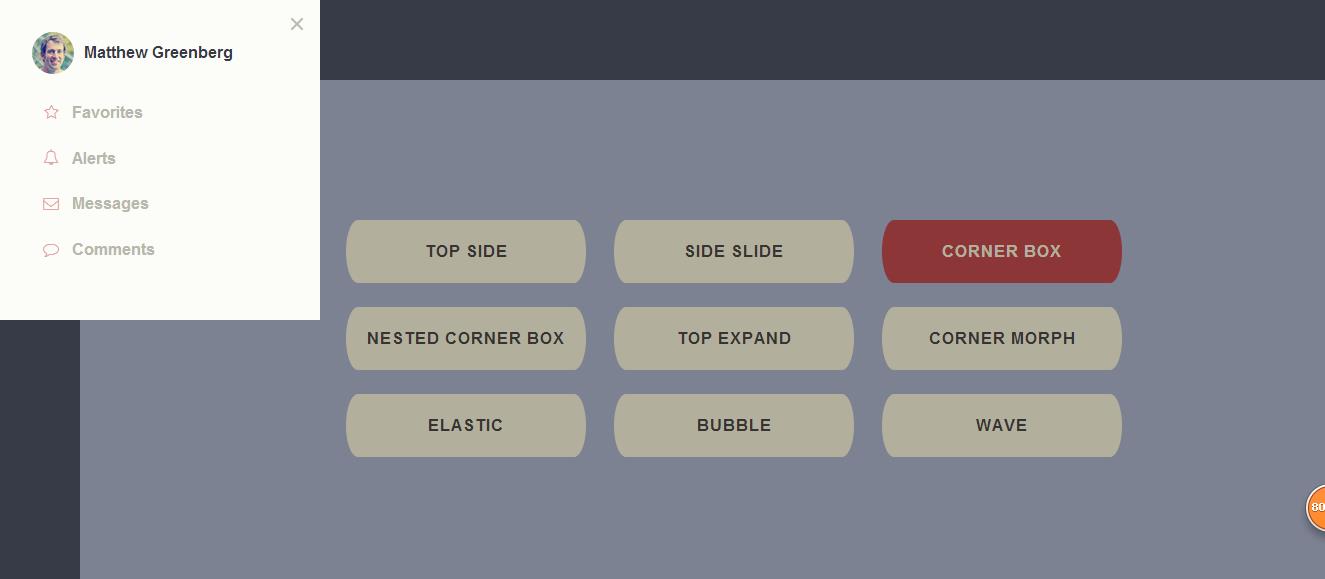 Matthew Greenberg
Favorites
Alerts
Messages
Comments
TOP SIDE
SIDE SLIDE
CORNER BOX
NESTED CORNER BOX
TOP EXPAND
CORNER MORPH
ELASTIC
BUBBLE
WAVE
80